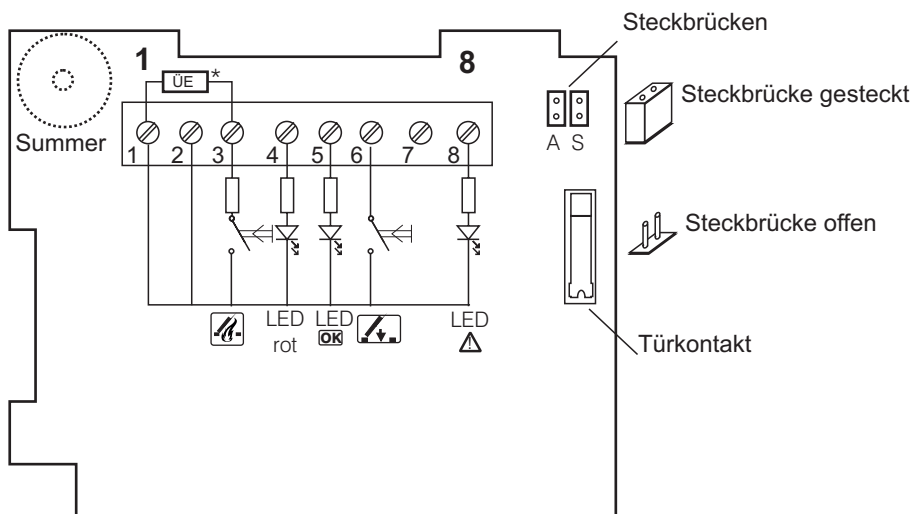 Steckbrücken
1
8
ÜE *
Steckbrücke gesteckt
Summer
A S
1 2 3 4 5 6 7 8
Steckbrücke offen
LED LED LED
rot OK
Türkontakt